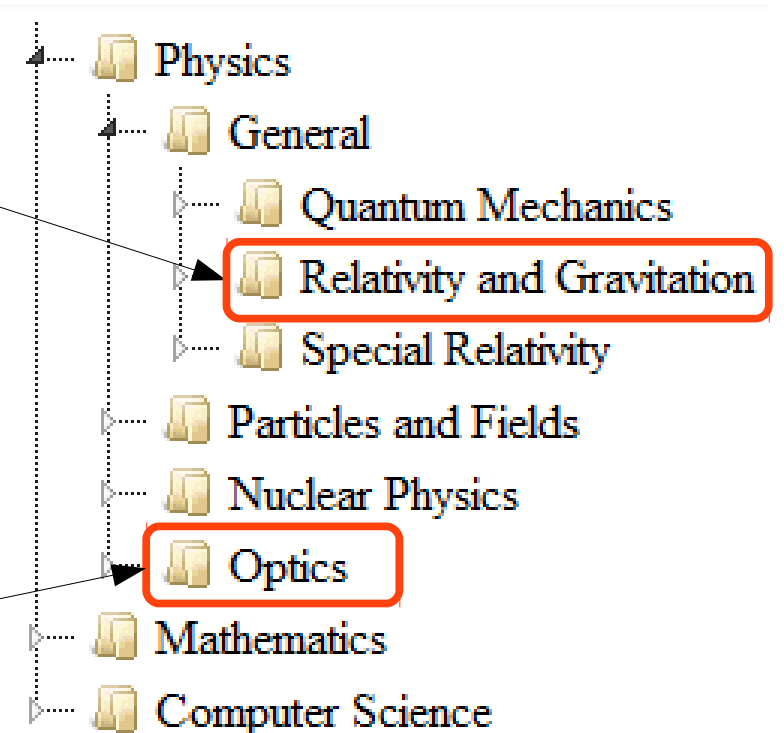 Physics
General
Quantum Mechanics
Relativity and Gravitation
Special Relativity
Particles and Fields
Nuclear Physics
Optics
Mathematics
Computer Science